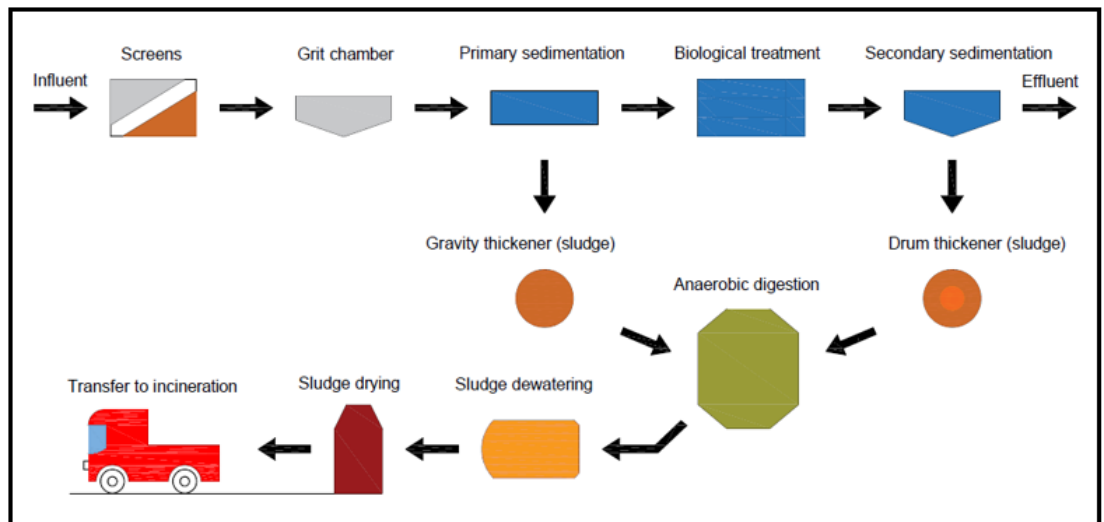 Screens
Grit chamber
Primary sedimentation
Biological treatment
Secondary sedimentation
Influent
Effluent
Gravity thickener (sludge)
Drum thickener (sludge)
Anaerobic digestion
Transfer to incineration
Sludge drying
Sludge dewatering